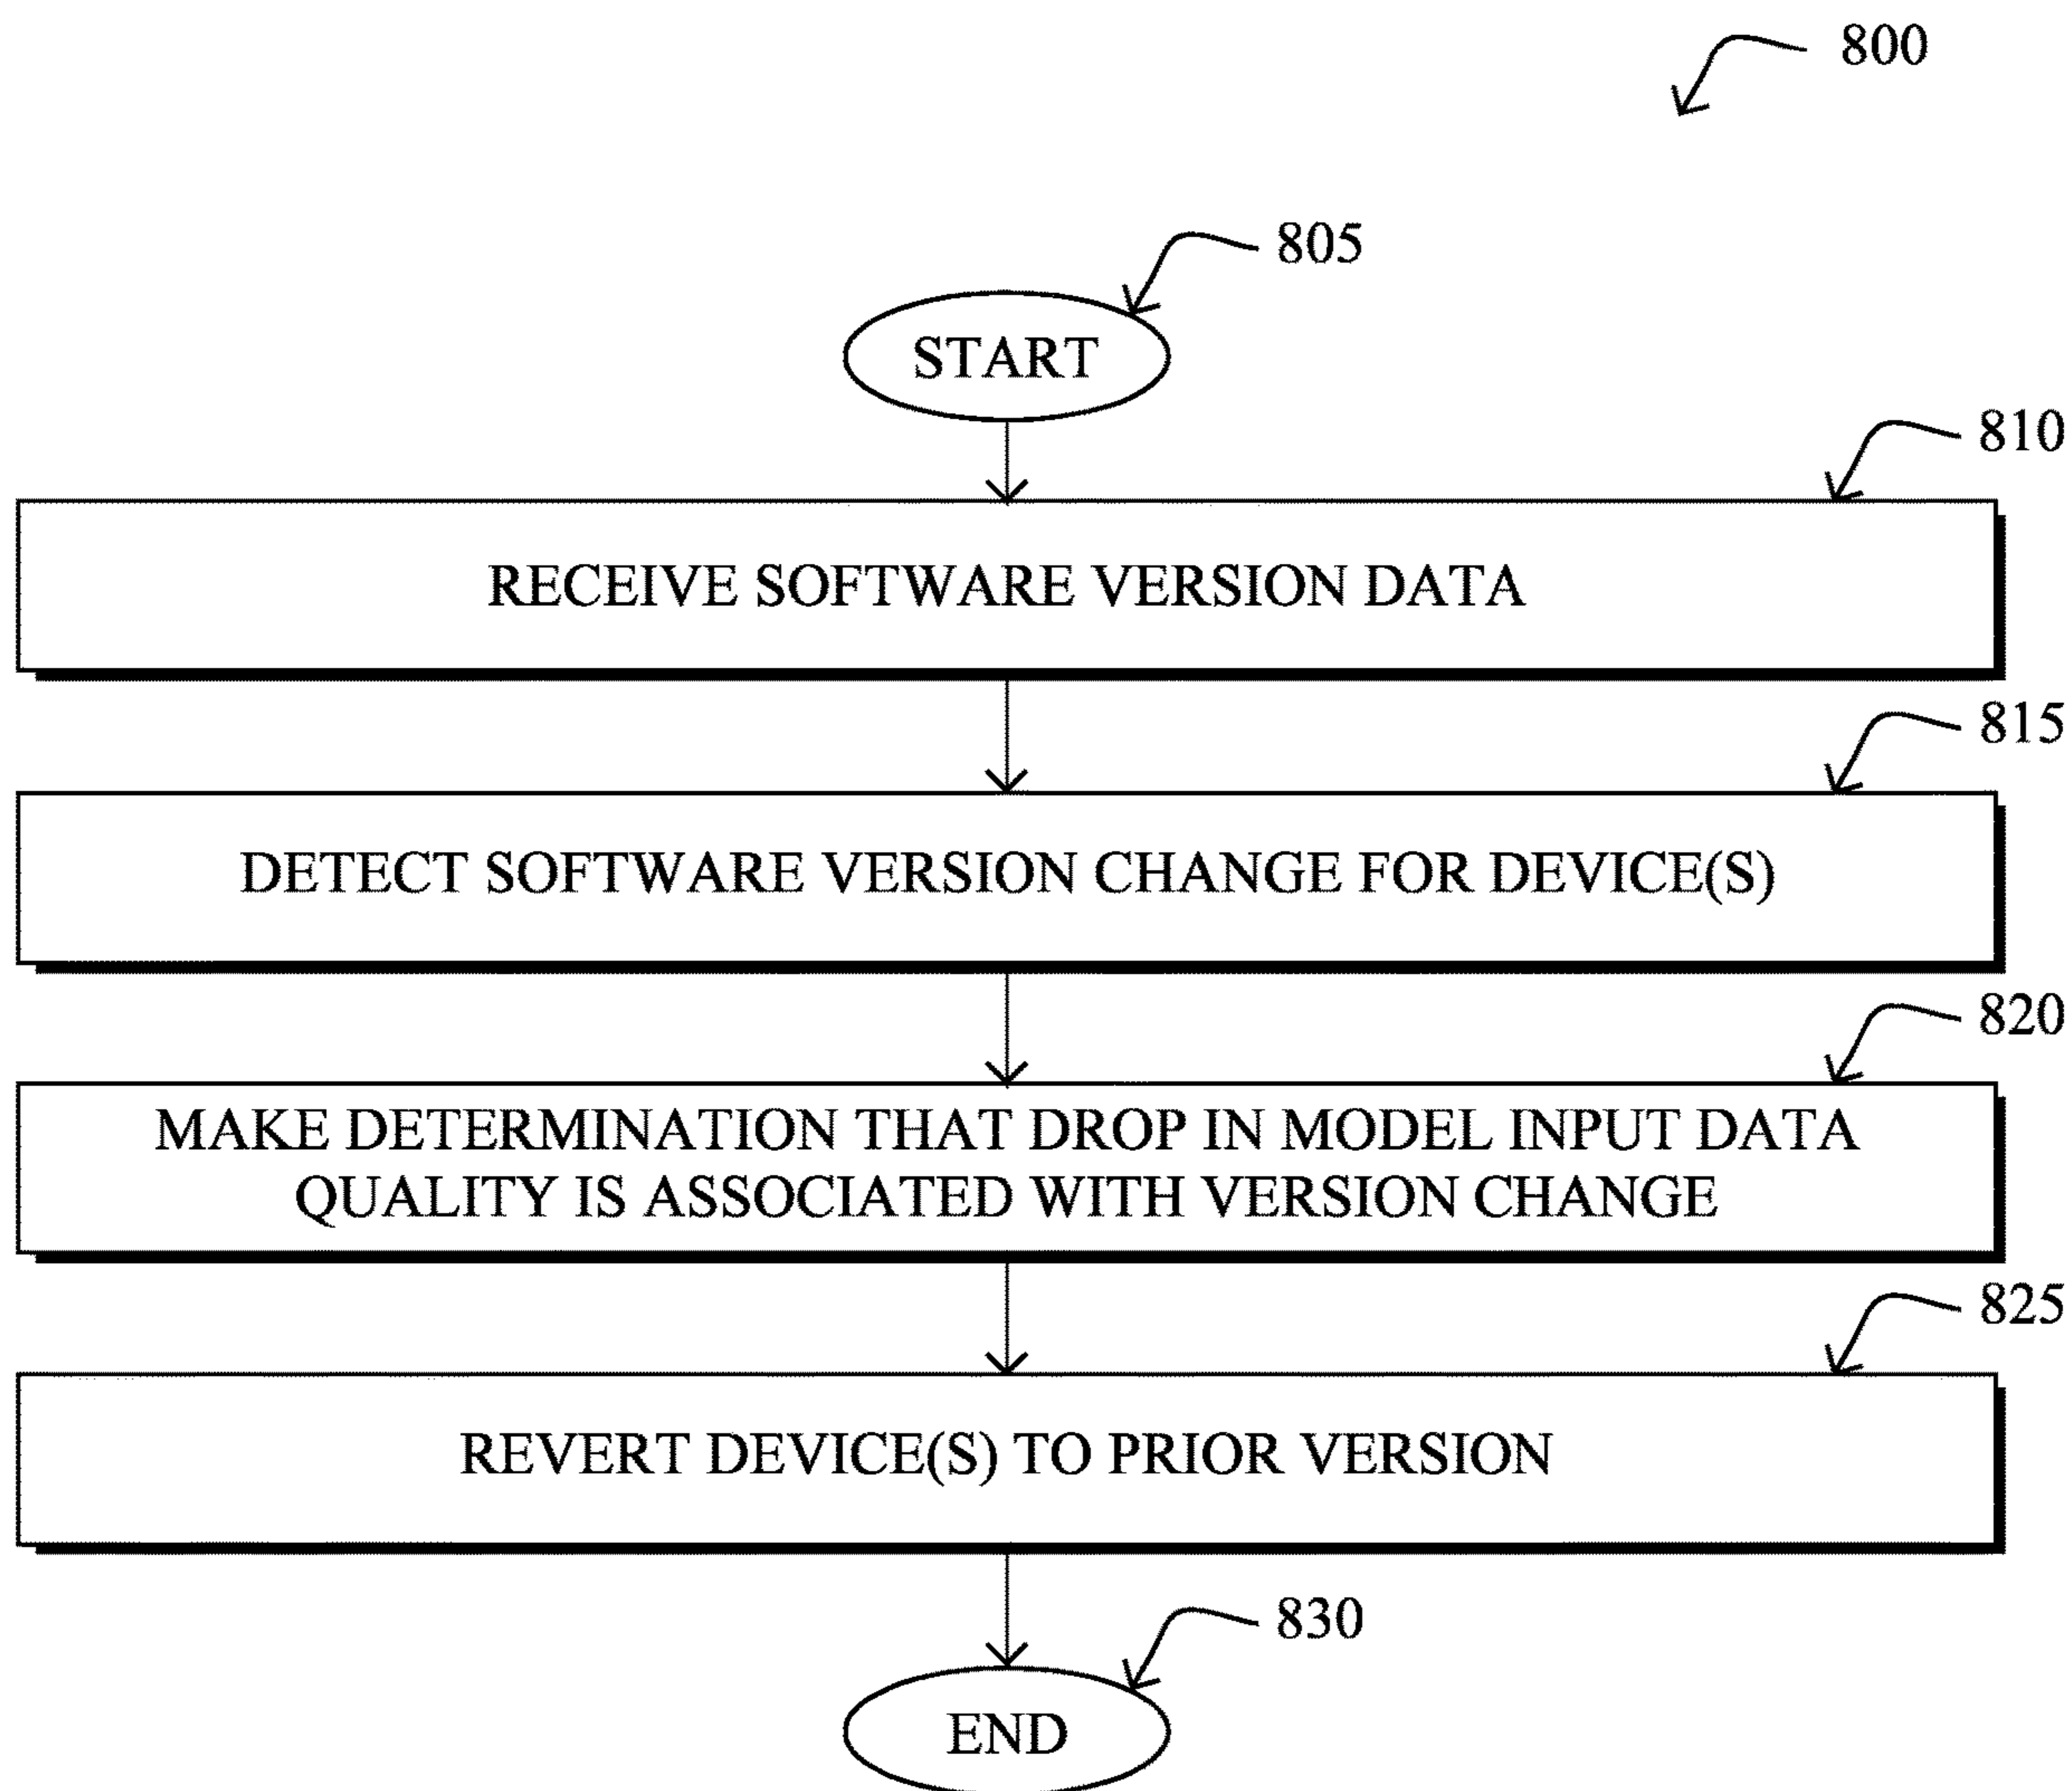 800
805
START
810
RECEIVE SOFTWARE VERSION DATA
815
DETECT SOFTWARE VERSION CHANGE FOR DEVICE(S)
820
MAKE DETERMINATION THAT DROP IN MODEL INPUT DATA
QUALITY IS ASSOCIATED WITH VERSION CHANGE
825
REVERT DEVICE(S) TO PRIOR VERSION
830
END